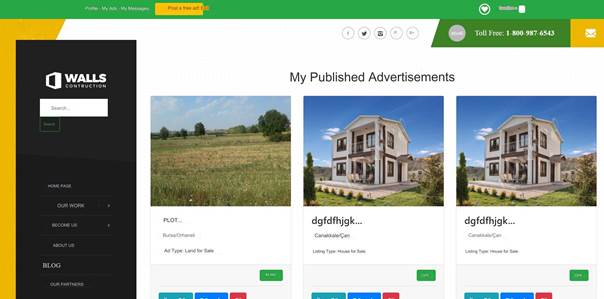 Profile - My Ads - My Messages
Post a free ad!
Toll Free: 1-800-987-6543
WALLS
CONTRUCTION
Search...
Search
HOME PAGE
OUR WORK
BECOME US
ABOUT US
BLOG
OUR PARTNERS
My Published Advertisements
PLOT...
Bursa/Orhaneli
Ad Type: Land for Sale
dgfdfhjgk...
Canakkale/Çan
Listing Type: House for Sale
dgfdfhjgk...
Çanakkale/Çan
Listing Type: House for Sale